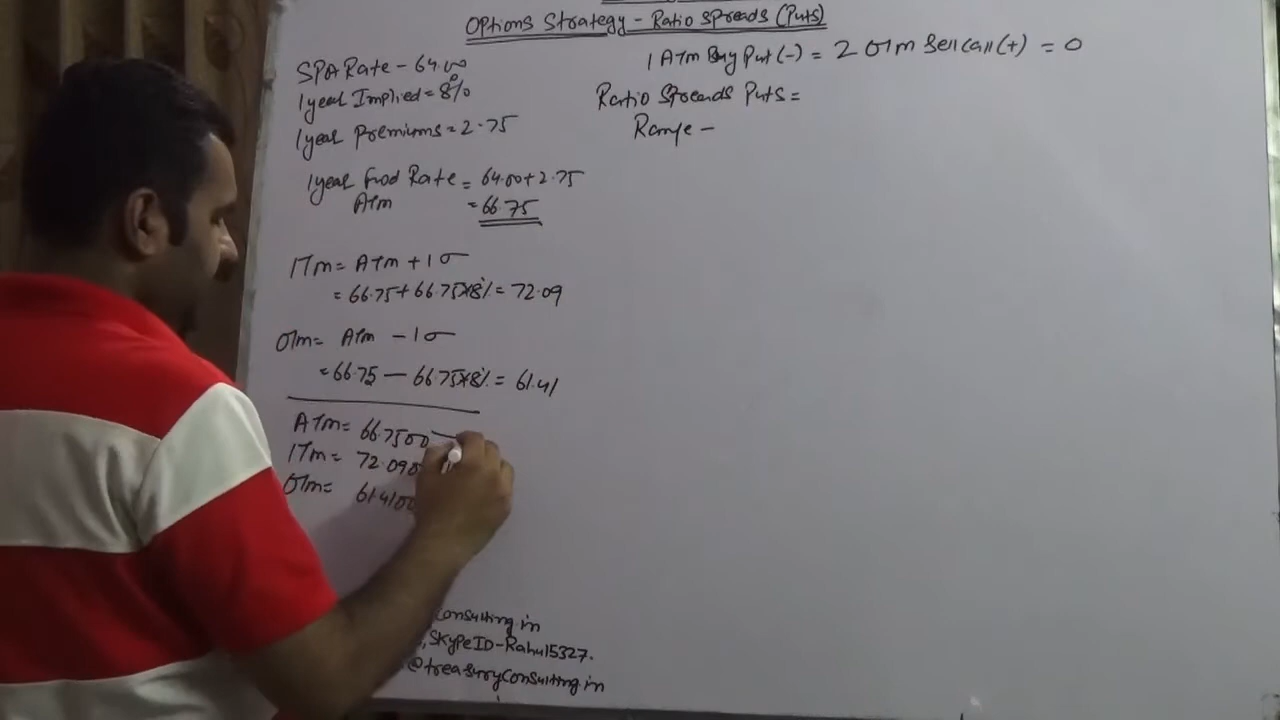 Options Strategy - Ratio Spreads (Puts)
Spot Rate - 64.00
1 year Implied = 8%
1 year Premiums = 2.75
1 year Fwd Rate = 64.00 + 2.75
ATM = 66.75
ITM = ATM + 1σ
= 66.75 + 66.75*8% = 72.09
OTM = ATM - 1σ
= 66.75 - 66.75*8% = 61.41
ATM = 66.7500
ITM = 72.090
OTM = 61.4100
1 ATM Buy Put (-) = 2 OTM Sell Call (+) = 0
Ratio Spreads Puts =
Range -
consulting.in
, Skype ID - Rahul5327.
@treasuryconsulting.in